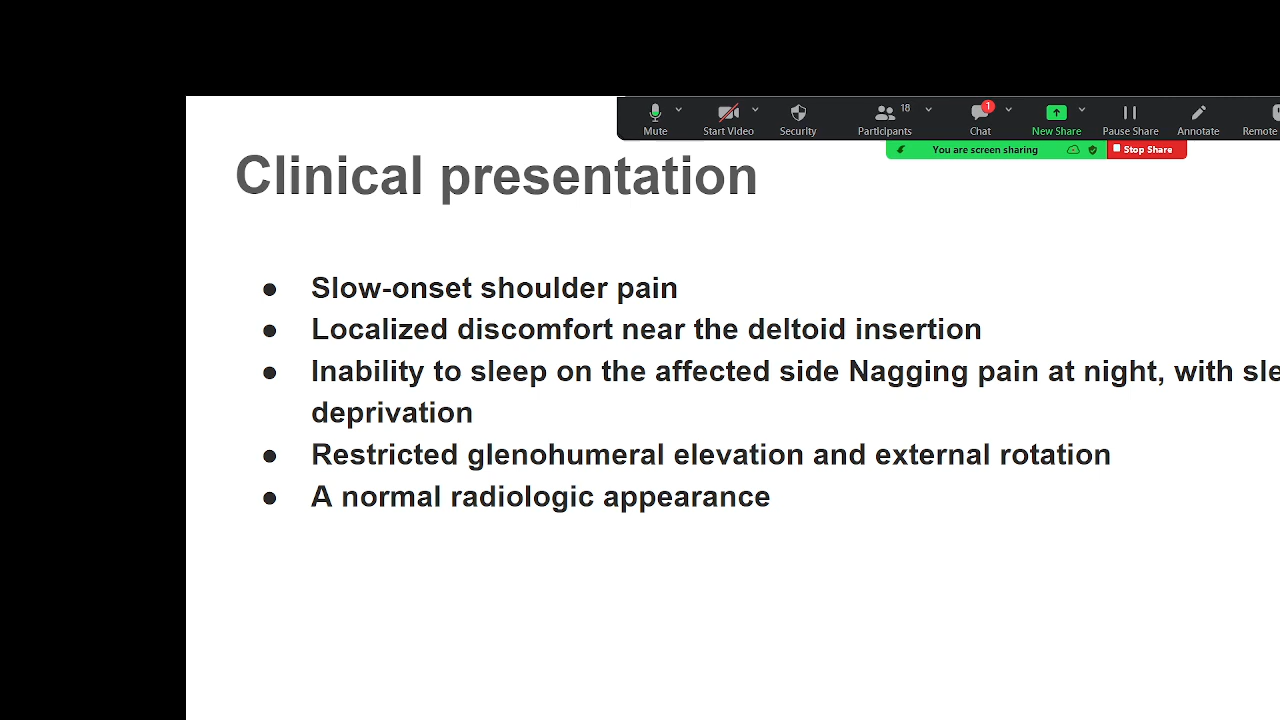 18
1
Mute Start Video Security Participants Chat New Share Pause Share Annotate Remote
You are screen sharing Stop Share
Clinical presentation
● Slow-onset shoulder pain
● Localized discomfort near the deltoid insertion
● Inability to sleep on the affected side Nagging pain at night, with
deprivation
● Restricted glenohumeral elevation and external rotation
● A normal radiologic appearance